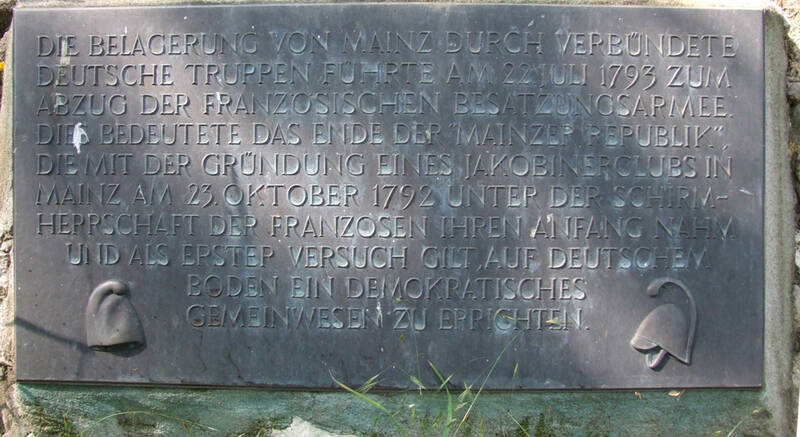 DIE BELAGERUNG VON MAINZ DURCH VERBÜNDETE
DEUTSCHE TRUPPEN FÜHRTE AM 22. JULI 1793 ZUM
ABZUG DER FRANZÖSISCHEN BESATZUNGSARMEE.
DIES BEDEUTETE DAS ENDE DER "MAINZER REPUBLIK",
DIE MIT DER GRÜNDUNG EINES JAKOBINERCLUBS IN
MAINZ AM 23. OKTOBER 1792 UNTER DER SCHIRM-
HERRSCHAFT DER FRANZOSEN IHREN ANFANG NAHM
UND ALS ERSTER VERSUCH GILT, AUF DEUTSCHEM
BODEN EIN DEMOKRATISCHES
GEMEINWESEN ZU ERRICHTEN.